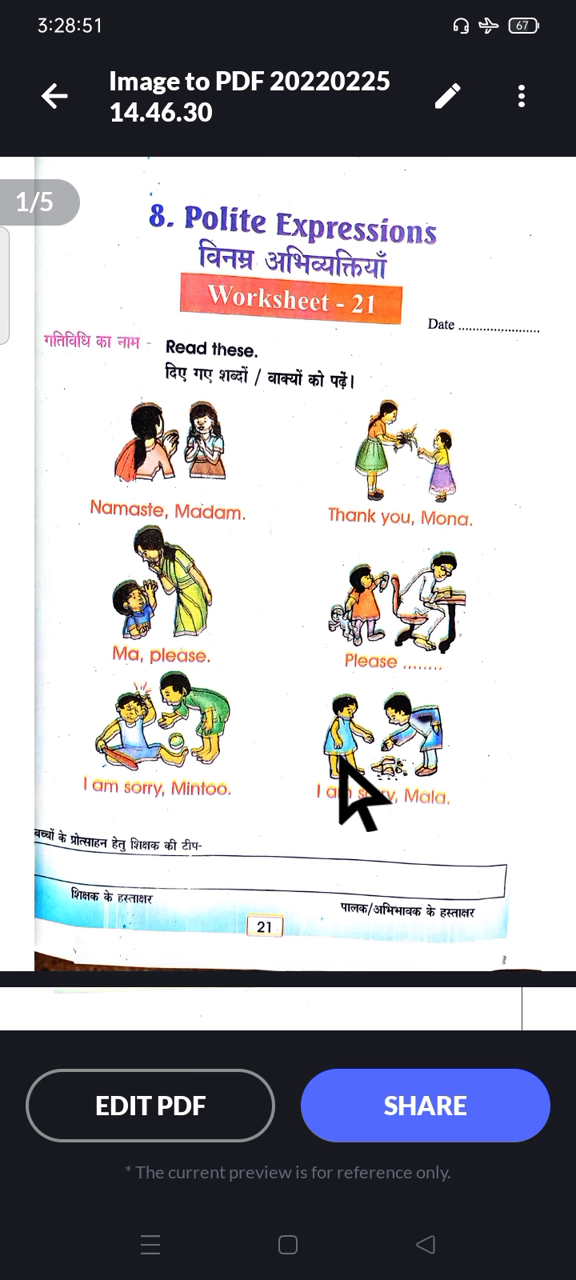 3:28:51
67
Image to PDF 20220225
14.46.30
1/5
8. Polite Expressions
विनम्र अभिव्यक्तियाँ
Worksheet - 21
Date ......................
गतिविधि का नाम - Read these.
दिए गए शब्दों / वाक्यों को पढ़ें।
Namaste, Madam.
Thank you, Mona.
Ma, please.
Please ........
I am sorry, Mintoo.
I am sorry, Mala.
बच्चों के प्रोत्साहन हेतु शिक्षक की टीप-
शिक्षक के हस्ताक्षर
पालक/अभिभावक के हस्ताक्षर
21
EDIT PDF
SHARE
* The current preview is for reference only.